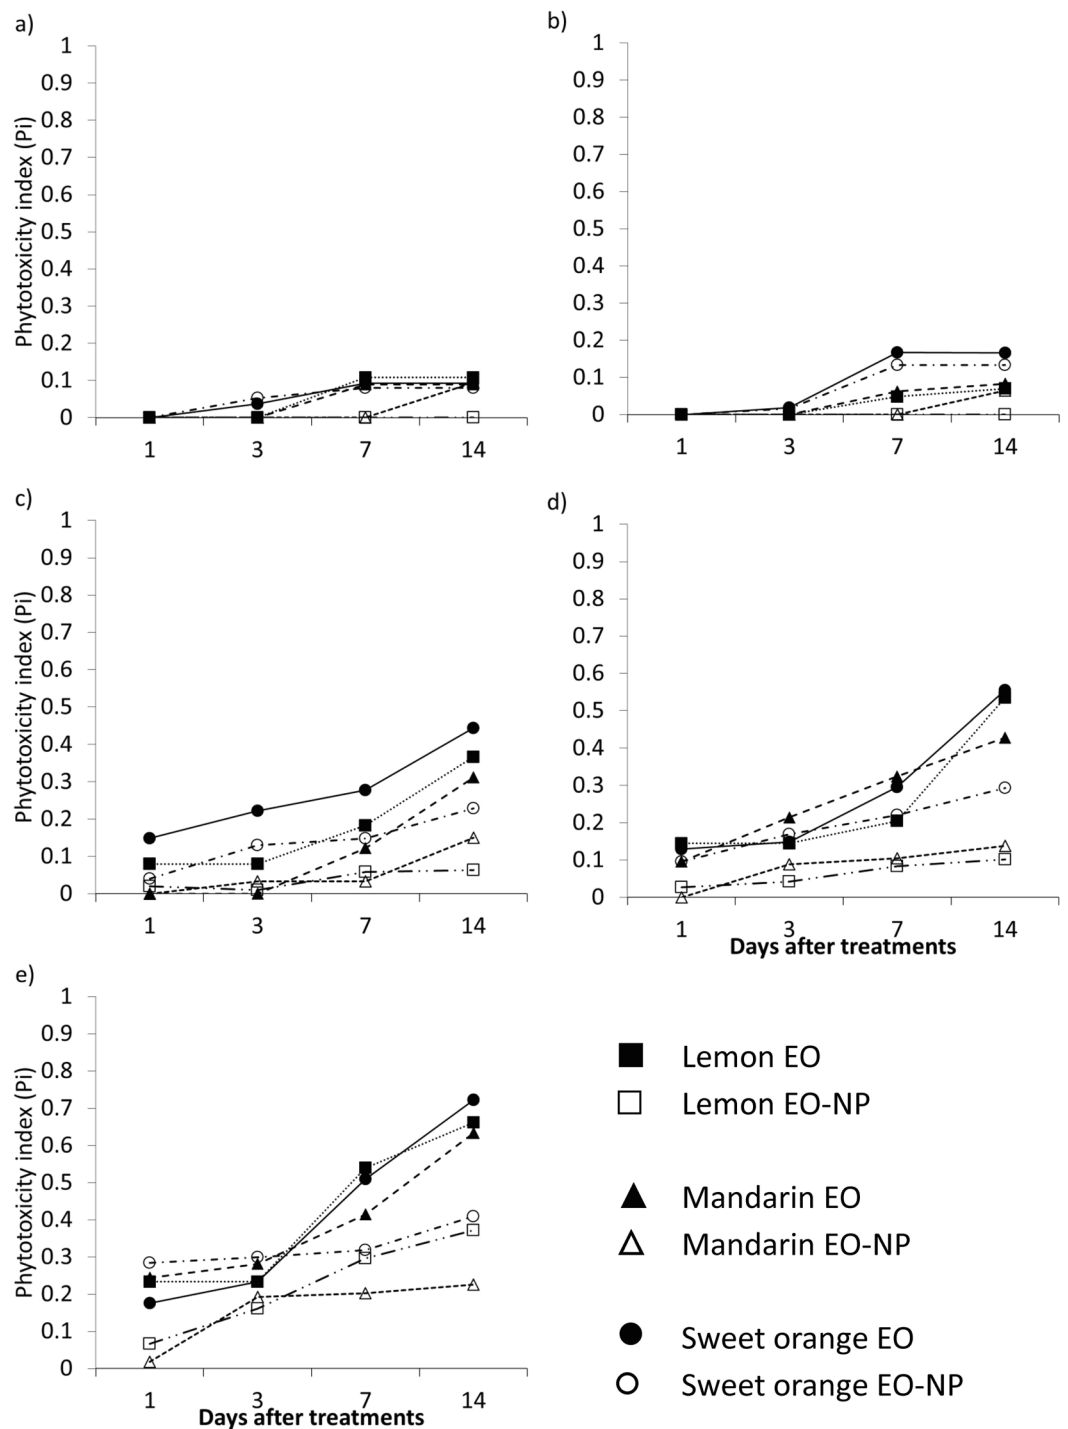 a)
Phytotoxicity index (Pi)
1
0.9
0.8
0.7
0.6
0.5
0.4
0.3
0.2
0.1
0
1 3 7 14
b)
1
0.9
0.8
0.7
0.6
0.5
0.4
0.3
0.2
0.1
0
1 3 7 14
c)
Phytotoxicity index (Pi)
1
0.9
0.8
0.7
0.6
0.5
0.4
0.3
0.2
0.1
0
1 3 7 14
d)
1
0.9
0.8
0.7
0.6
0.5
0.4
0.3
0.2
0.1
0
1 3 7 14
Days after treatments
e)
Phytotoxicity index (Pi)
1
0.9
0.8
0.7
0.6
0.5
0.4
0.3
0.2
0.1
0
1 3 7 14
Days after treatments
Lemon EO
Lemon EO-NP
Mandarin EO
Mandarin EO-NP
Sweet orange EO
Sweet orange EO-NP